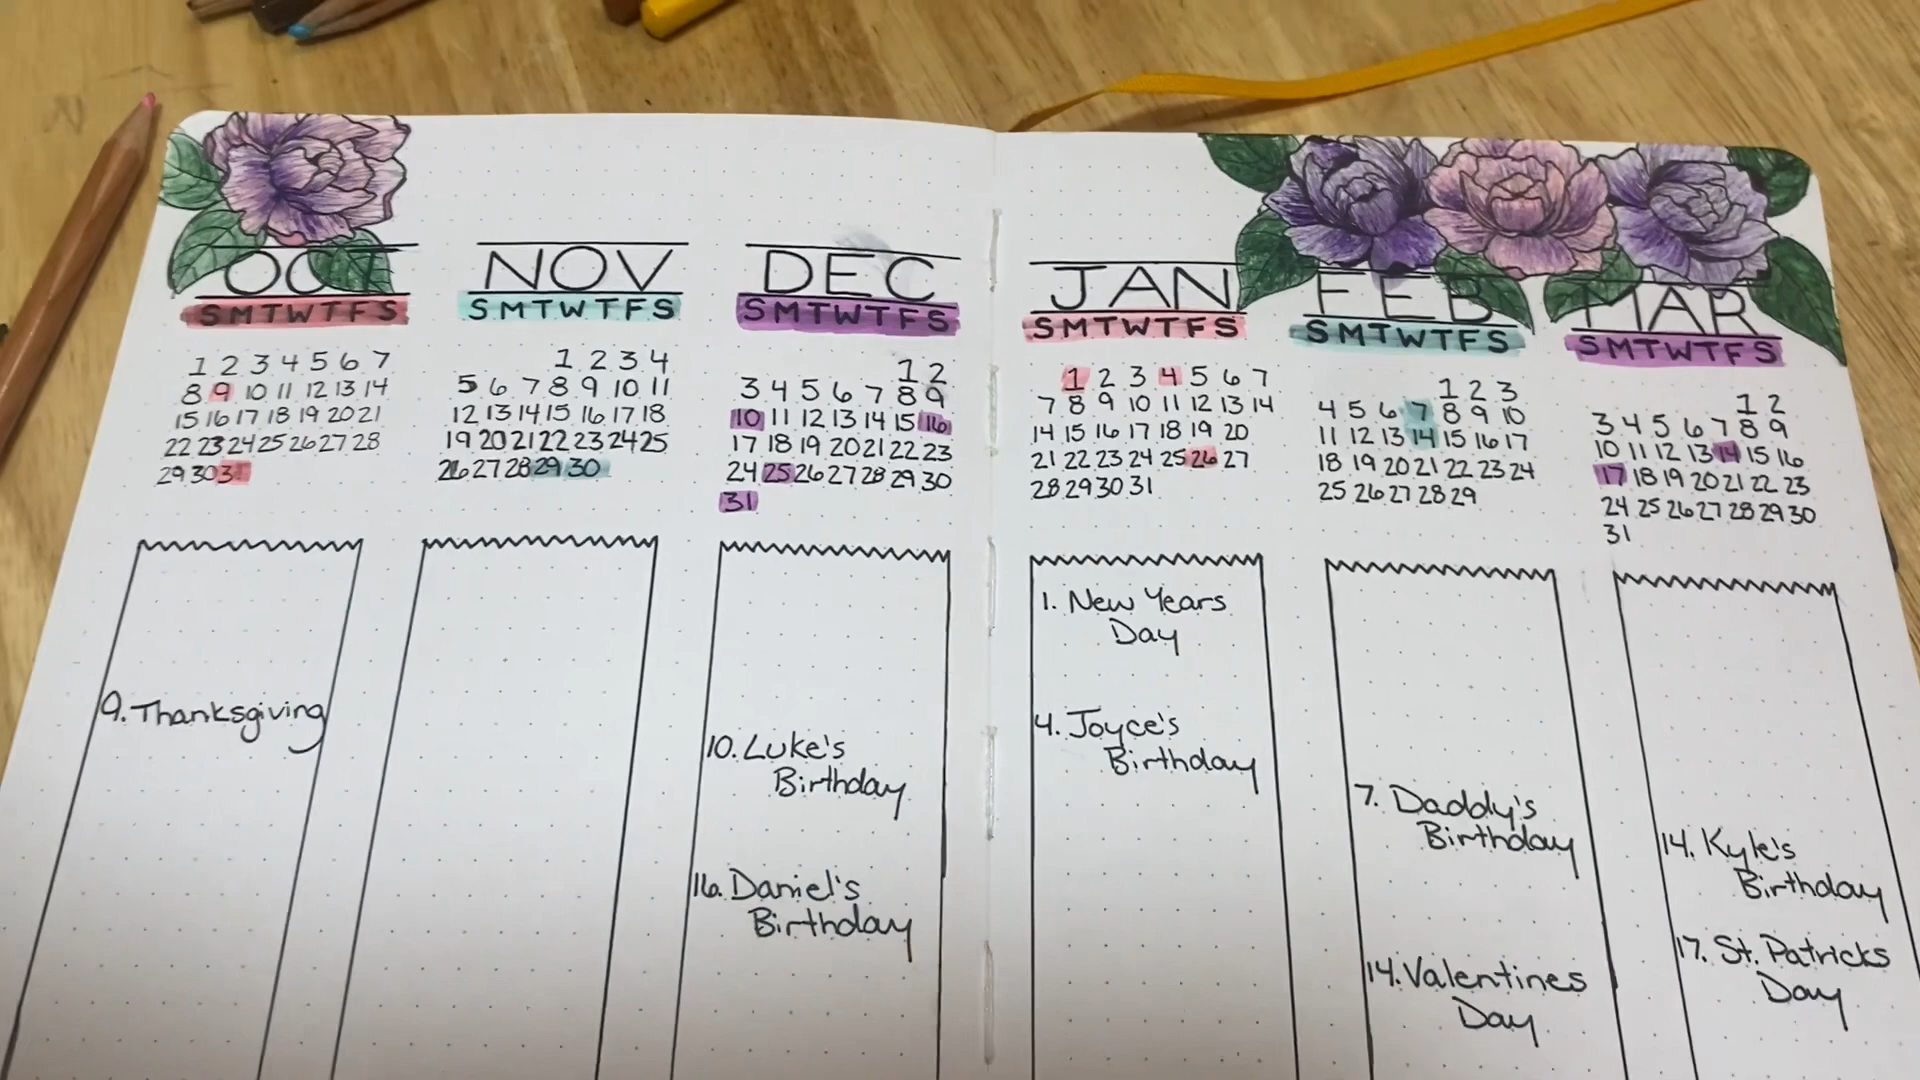 OCT
SMTWTFS
1 2 3 4 5 6 7
8 9 10 11 12 13 14
15 16 17 18 19 20 21
22 23 24 25 26 27 28
29 30 31
9. Thanksgiving
NOV
SMTWTFS
1 2 3 4
5 6 7 8 9 10 11
12 13 14 15 16 17 18
19 20 21 22 23 24 25
26 27 28 29 30
DEC
SMTWTFS
1 2
3 4 5 6 7 8 9
10 11 12 13 14 15 16
17 18 19 20 21 22 23
24 25 26 27 28 29 30
31
10. Luke's
Birthday
16. Daniel's
Birthday
JAN
SMTWTFS
1 2 3 4 5 6 7
7 8 9 10 11 12 13 14
14 15 16 17 18 19 20
21 22 23 24 25 26 27
28 29 30 31
1. New Years
Day
4. Joyce's
Birthday
FEB
SMTWTFS
1 2 3
4 5 6 7 8 9 10
11 12 13 14 15 16 17
18 19 20 21 22 23 24
25 26 27 28 29
7. Daddy's
Birthday
14. Valentines
Day
MAR
SMTWTFS
1 2
3 4 5 6 7 8 9
10 11 12 13 14 15 16
17 18 19 20 21 22 23
24 25 26 27 28 29 30
31
14. Kyle's
Birthday
17. St. Patricks
Day